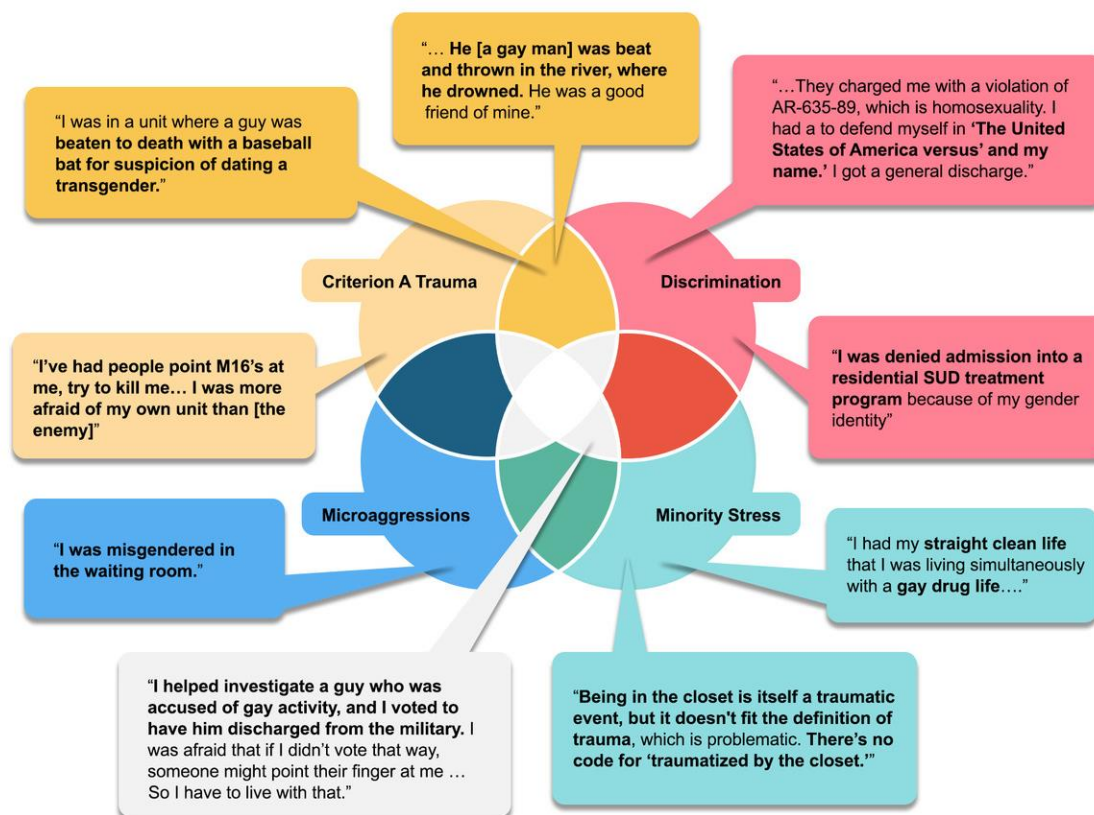 “… He [a gay man] was beat
and thrown in the river, where
he drowned. He was a good
friend of mine.”
“I was in a unit where a guy was
beaten to death with a baseball
bat for suspicion of dating a
transgender.”
“…They charged me with a violation of
AR-635-89, which is homosexuality. I
had a to defend myself in ‘The United
States of America versus’ and my
name.’ I got a general discharge.”
Criterion A Trauma
Discrimination
“I’ve had people point M16’s at
me, try to kill me… I was more
afraid of my own unit than [the
enemy]”
“I was denied admission into a
residential SUD treatment
program because of my gender
identity”
Microaggressions
Minority Stress
“I was misgendered in
the waiting room.”
“I had my straight clean life
that I was living simultaneously
with a gay drug life….”
“I helped investigate a guy who was
accused of gay activity, and I voted to
have him discharged from the military. I
was afraid that if I didn’t vote that way,
someone might point their finger at me …
So I have to live with that.”
“Being in the closet is itself a traumatic
event, but it doesn't fit the definition of
trauma, which is problematic. There’s no
code for ‘traumatized by the closet.’”